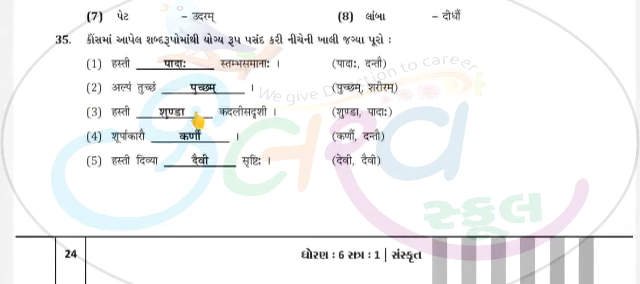 (7) પેટ – उदरम् (8) લાંબા – दीर्घौ
35. કૌંસમાં આપેલ શબ્દરૂપોમાંથી યોગ્ય રૂપ પસંદ કરી નીચેની ખાલી જગ્યા પૂરો :
(1) हस्ती पादाः स्तम्भसमानाः । (पादाः, दन्तौ)
(2) अल्पं तुच्छं पुच्छम् । (पुच्छम्, शरीरम्)
(3) हस्ती शुण्डा कदलीसदृशी । (शुण्डा, पादाः)
(4) शूर्पाकारौ कर्णौ । (कर्णौ, दन्तौ)
(5) हस्ती दिव्या दैवी सृष्टिः । (देवी, दैवी)
We give Direction to career
કલરવ
સ્કૂલ
24 ધોરણ : 6 સત્ર : 1 | સંસ્કૃત